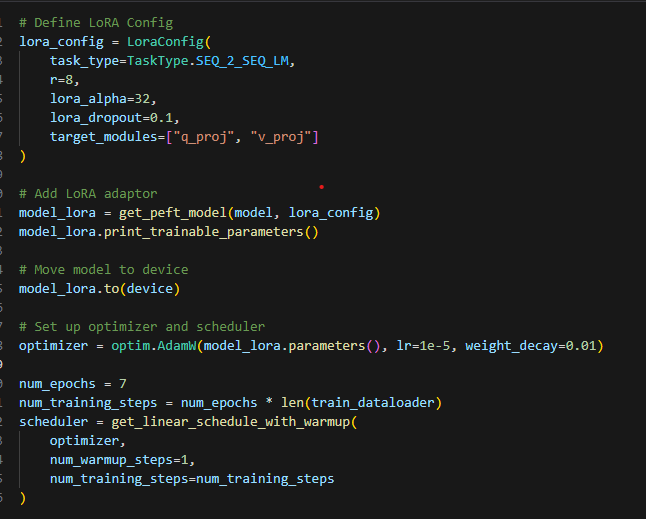 # Define LoRA Config
lora_config = LoraConfig(
    task_type=TaskType.SEQ_2_SEQ_LM,
    r=8,
    lora_alpha=32,
    lora_dropout=0.1,
    target_modules=["q_proj", "v_proj"]
)

# Add LoRA adaptor
model_lora = get_peft_model(model, lora_config)
model_lora.print_trainable_parameters()

# Move model to device
model_lora.to(device)

# Set up optimizer and scheduler
optimizer = optim.AdamW(model_lora.parameters(), lr=1e-5, weight_decay=0.01)

num_epochs = 7
num_training_steps = num_epochs * len(train_dataloader)
scheduler = get_linear_schedule_with_warmup(
    optimizer,
    num_warmup_steps=1,
    num_training_steps=num_training_steps
)